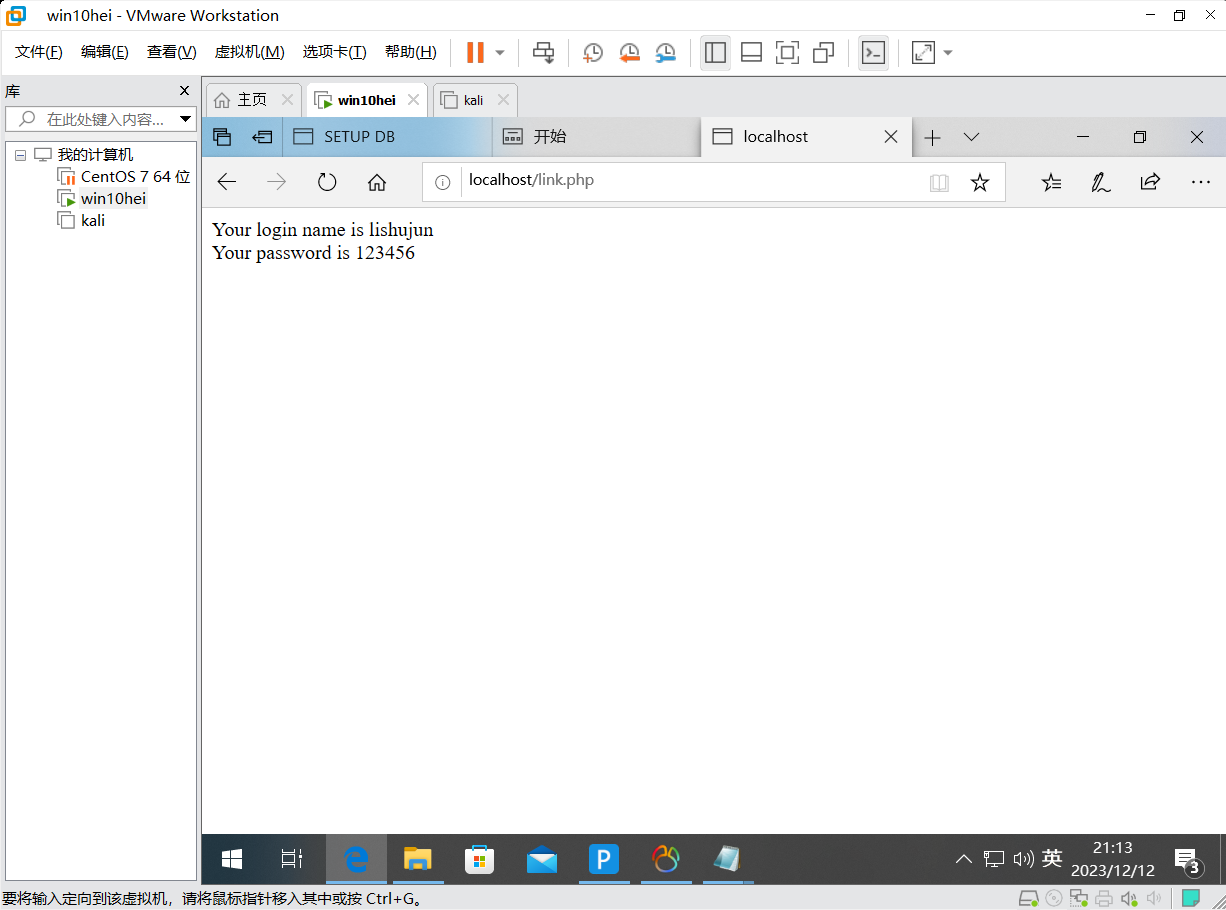 win10hei - VMware Workstation
文件(F) 编辑(E) 查看(V) 虚拟机(M) 选项卡(T) 帮助(H)
库
在此处键入内容...
我的计算机
CentOS 7 64 位
win10hei
kali
主页 win10hei kali
SETUP DB 开始 localhost
localhost/link.php
Your login name is lishujun
Your password is 123456
P
英
21:13
2023/12/12
3
要将输入定向到该虚拟机，请将鼠标指针移入其中或按 Ctrl+G。